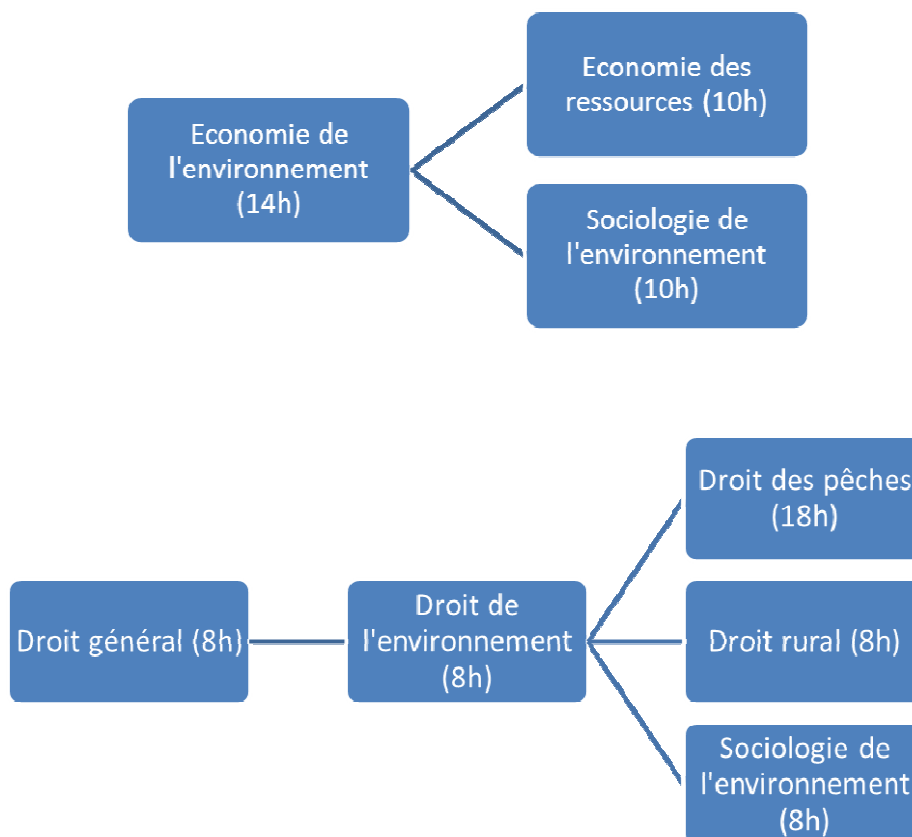 Economie des
ressources (10h)
Economie de
l'environnement
(14h)
Sociologie de
l'environnement
(10h)
Droit des pêches
(18h)
Droit général (8h)
Droit de
l'environnement
(8h)
Droit rural (8h)
Sociologie de
l'environnement
(8h)